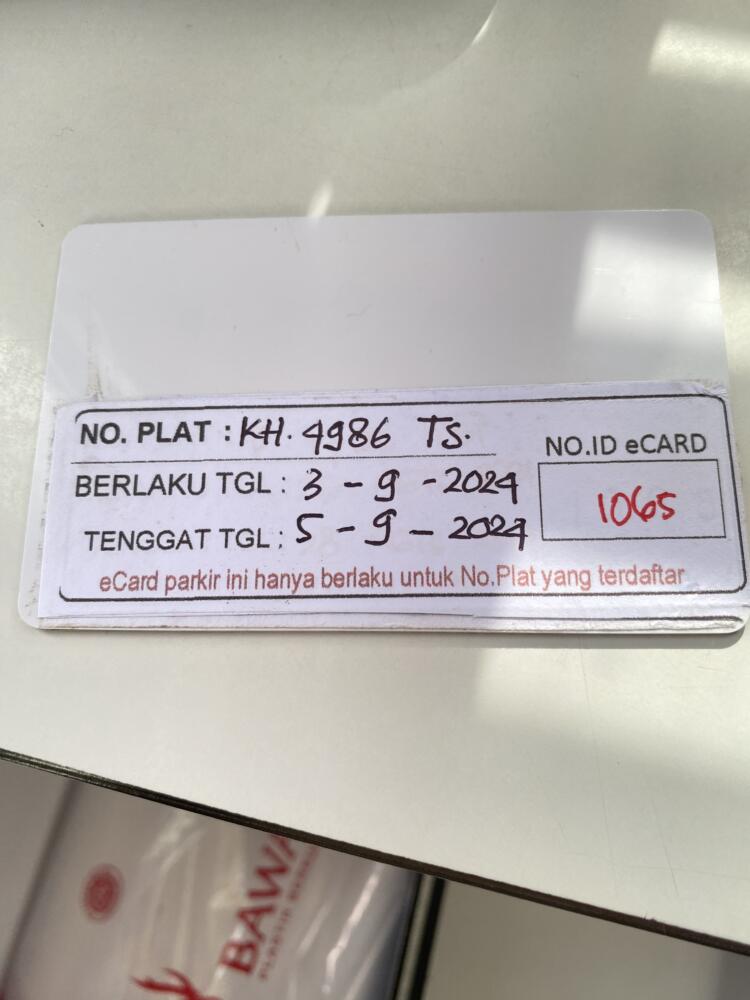 NO. PLAT : KH. 4986 TS.
BERLAKU TGL : 3 - 9 - 2024
TENGGAT TGL : 5 - 9 - 2024
NO.ID eCARD
1065
eCard parkir ini hanya berlaku untuk No.Plat yang terdaftar